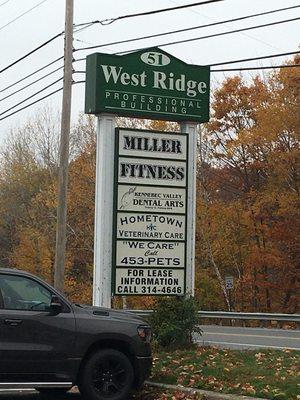 51
West Ridge
PROFESSIONAL
BUILDING
MILLER
FITNESS
KENNEBEC VALLEY
DENTAL ARTS
HOMETOWN
VETERINARY CARE
"WE CARE"
Call
453-PETS
FOR LEASE
INFORMATION
CALL 314-4646